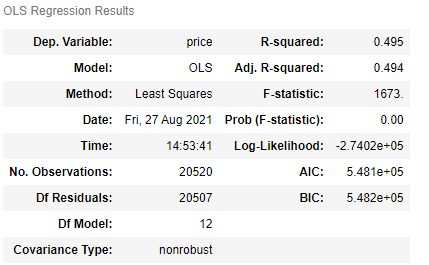 OLS Regression Results
Dep. Variable: price R-squared: 0.495
Model: OLS Adj. R-squared: 0.494
Method: Least Squares F-statistic: 1673.
Date: Fri, 27 Aug 2021 Prob (F-statistic): 0.00
Time: 14:53:41 Log-Likelihood: -2.7402e+05
No. Observations: 20520 AIC: 5.481e+05
Df Residuals: 20507 BIC: 5.482e+05
Df Model: 12
Covariance Type: nonrobust